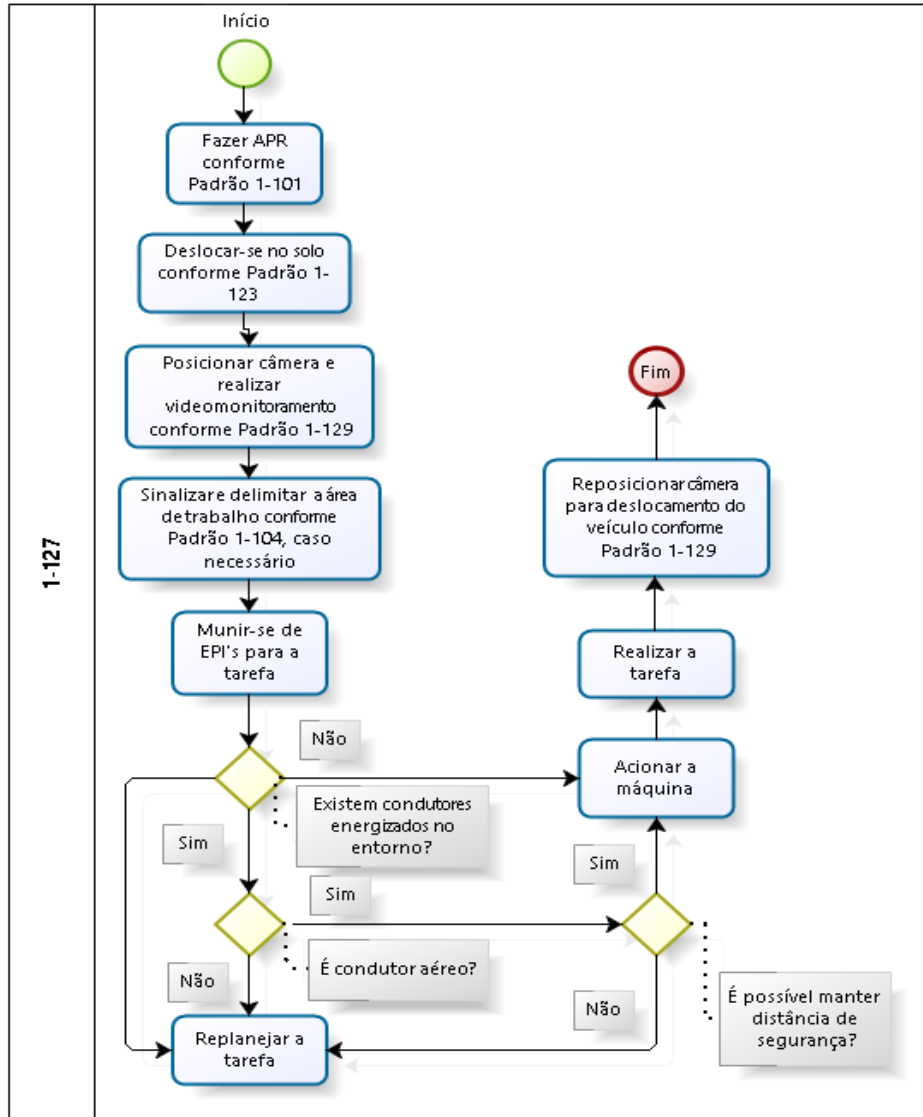 1-127
Início
Fazer APR
conforme
Padrão 1-101
Deslocar-se no solo
conforme Padrão 1-
123
Posicionar câmera e
realizar
videomonitoramento
conforme Padrão 1-129
Sinalizar e delimitar a área
de trabalho conforme
Padrão 1-104, caso
necessário
Munir-se de
EPI's para a
tarefa
Não
Existem condutores
energizados no
entorno?
Sim
Sim
É condutor aéreo?
Não
Replanejar a
tarefa
Não
É possível manter
distância de
segurança?
Sim
Acionar a
máquina
Realizar a
tarefa
Reposicionar câmera
para deslocamento do
veículo conforme
Padrão 1-129
Fim